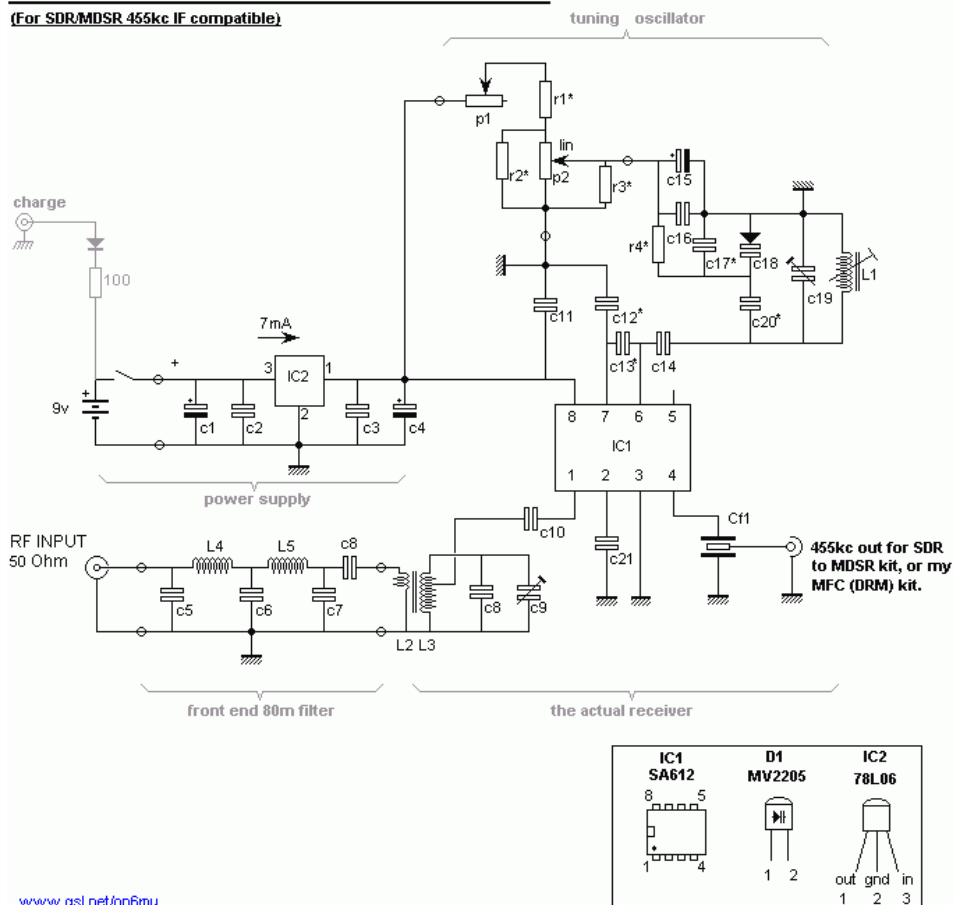 (For SDR/MDSR 455kc IF compatible)
tuning oscillator
p1
r1*
lin
r2*
p2
r3*
c15
c16
r4*
c17*
c18
c19
L1
c20*
charge
100
7mA
3
IC2
1
2
+
+
9v
c1
c2
c3
c4
c11
c12*
c13*
c14
8 7 6 5
IC1
1 2 3 4
power supply
c10
c21
Cf1
455kc out for SDR
to MDSR kit, or my
MFC (DRM) kit.
RF INPUT
50 Ohm
L4
L5
c8
c5
c6
c7
L2 L3
c8
c9
front end 80m filter
the actual receiver
IC1
SA612
8 5
1 4
D1
MV2205
1 2
IC2
78L06
out gnd in
1 2 3